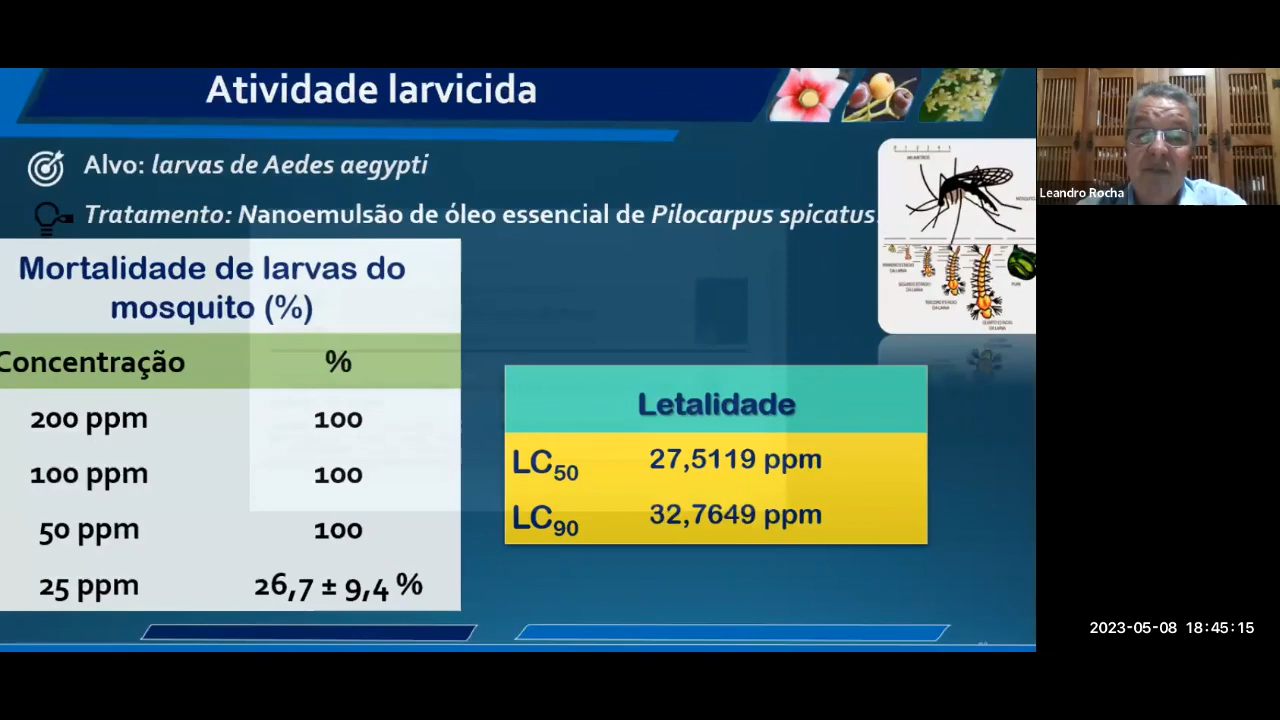 Atividade larvicida
Alvo: larvas de Aedes aegypti
Tratamento: Nanoemulsão de óleo essencial de Pilocarpus spicatus.
Mortalidade de larvas do
mosquito (%)
Concentração %
200 ppm 100
100 ppm 100
50 ppm 100
25 ppm 26,7 ± 9,4 %
Letalidade
LC50 27,5119 ppm
LC90 32,7649 ppm
Leandro Rocha
2023-05-08 18:45:15